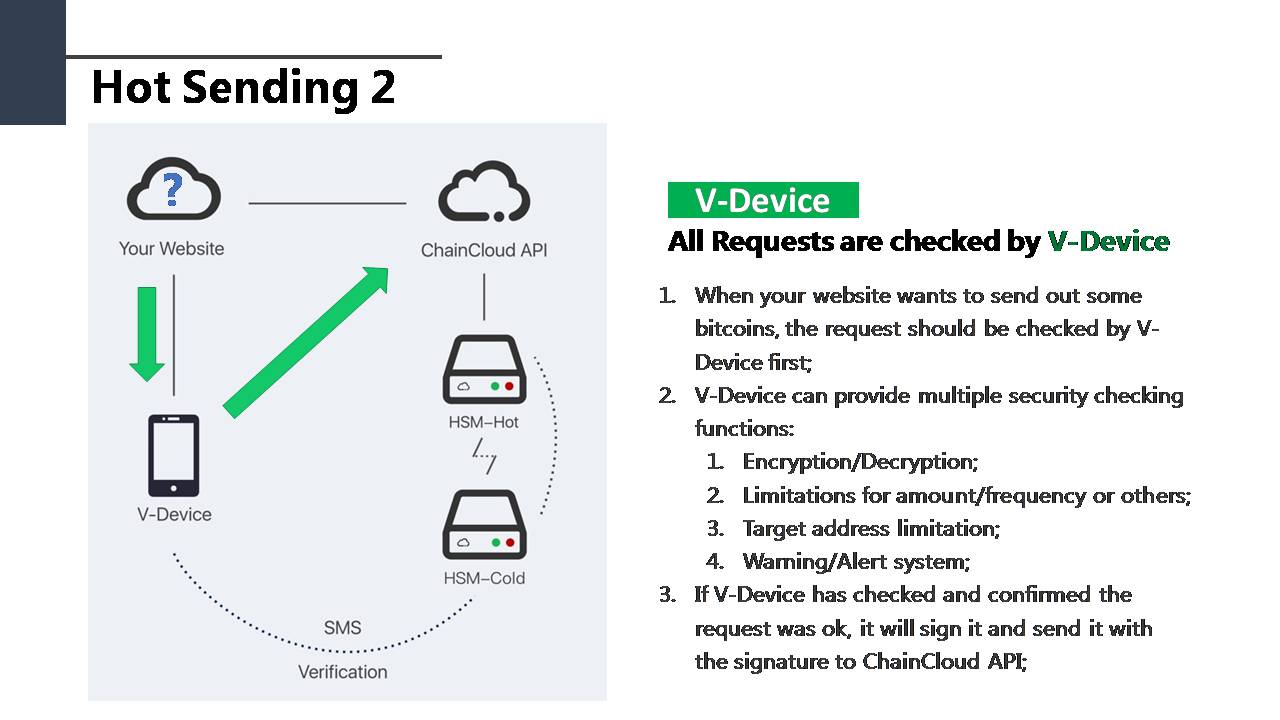 Hot Sending 2
?
Your Website
ChainCloud API
HSM-Hot
V-Device
HSM-Cold
SMS
Verification
V-Device
All Requests are checked by V-Device
1. When your website wants to send out some
bitcoins, the request should be checked by V-
Device first;
2. V-Device can provide multiple security checking
functions:
1. Encryption/Decryption;
2. Limitations for amount/frequency or others;
3. Target address limitation;
4. Warning/Alert system;
3. If V-Device has checked and confirmed the
request was ok, it will sign it and send it with
the signature to ChainCloud API;